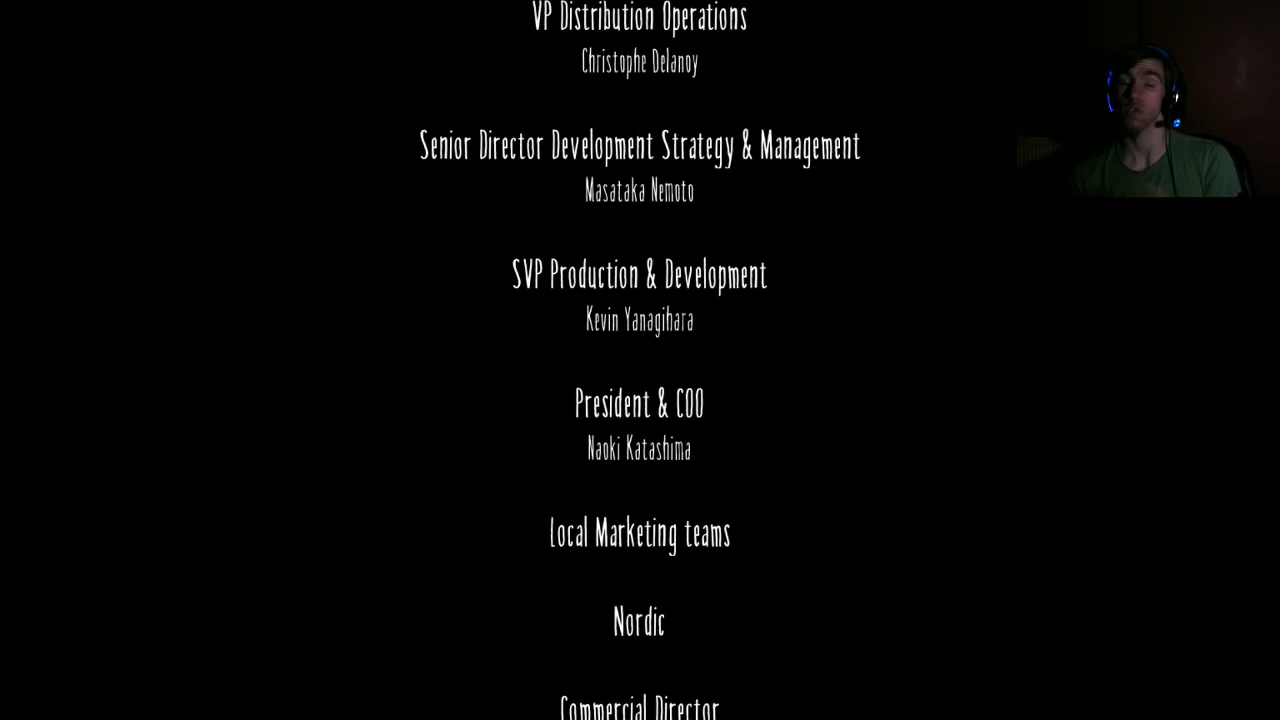 VP Distribution Operations
Christophe Delanoy
Senior Director Development Strategy & Management
Masataka Nemoto
SVP Production & Development
Kevin Yanagihara
President & COO
Naoki Katashima
Local Marketing teams
Nordic
Commercial Director